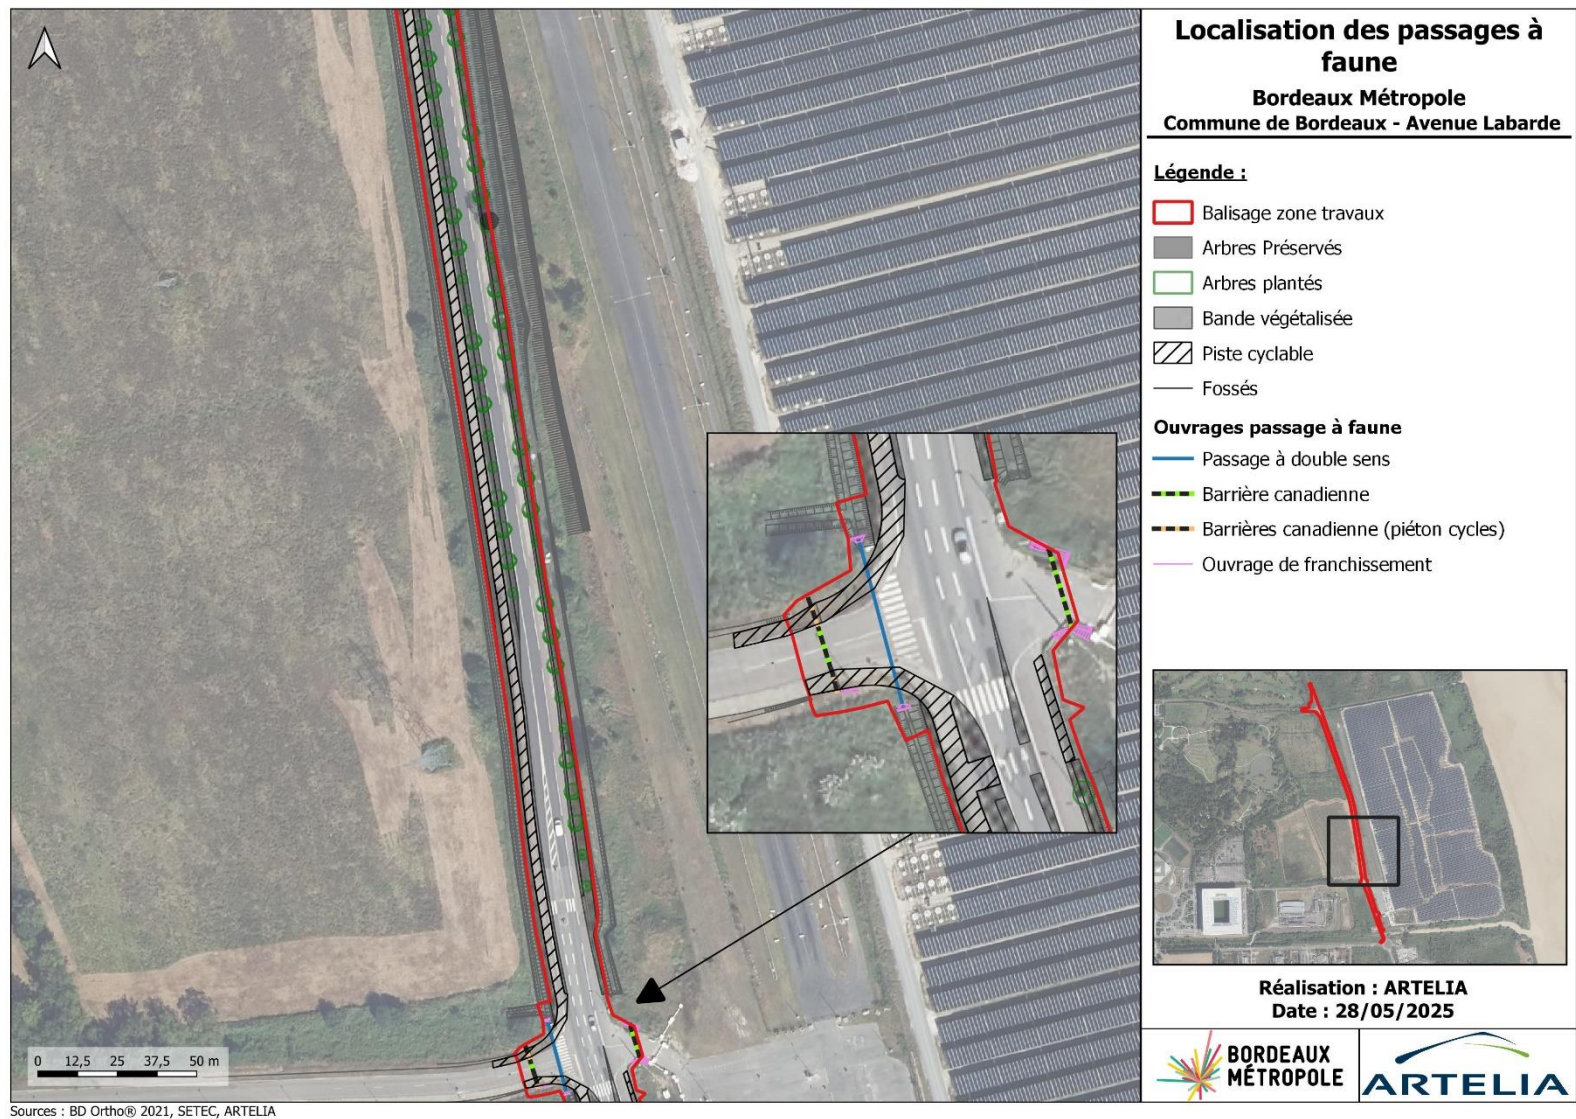 Localisation des passages à
faune
Bordeaux Métropole
Commune de Bordeaux - Avenue Labarde
Légende :
Balisage zone travaux
Arbres Préservés
Arbres plantés
Bande végétalisée
Piste cyclable
Fossés
Ouvrages passage à faune
Passage à double sens
Barrière canadienne
Barrières canadienne (piéton cycles)
Ouvrage de franchissement
Réalisation : ARTELIA
Date : 28/05/2025
BORDEAUX
MÉTROPOLE
ARTELIA
0 12,5 25 37,5 50 m
Sources : BD Ortho® 2021, SETEC, ARTELIA